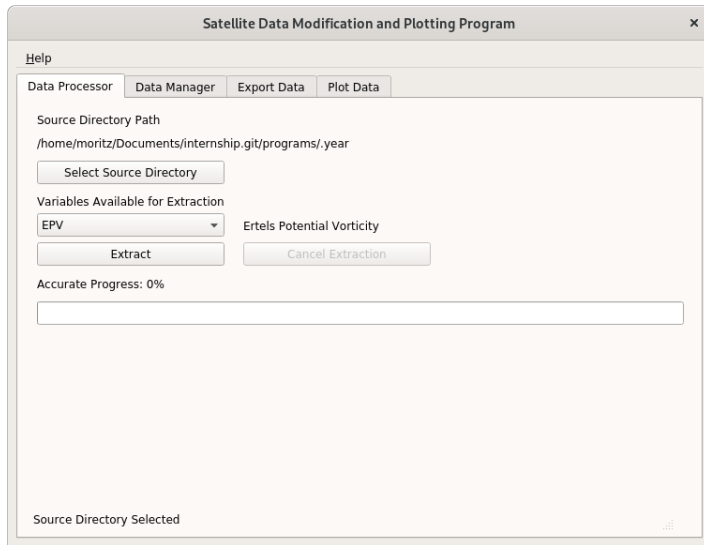 Satellite Data Modification and Plotting Program
Help
Data Processor Data Manager Export Data Plot Data
Source Directory Path
/home/moritz/Documents/internship.git/programs/.year
Select Source Directory
Variables Available for Extraction
EPV Ertels Potential Vorticity
Extract Cancel Extraction
Accurate Progress: 0%
Source Directory Selected